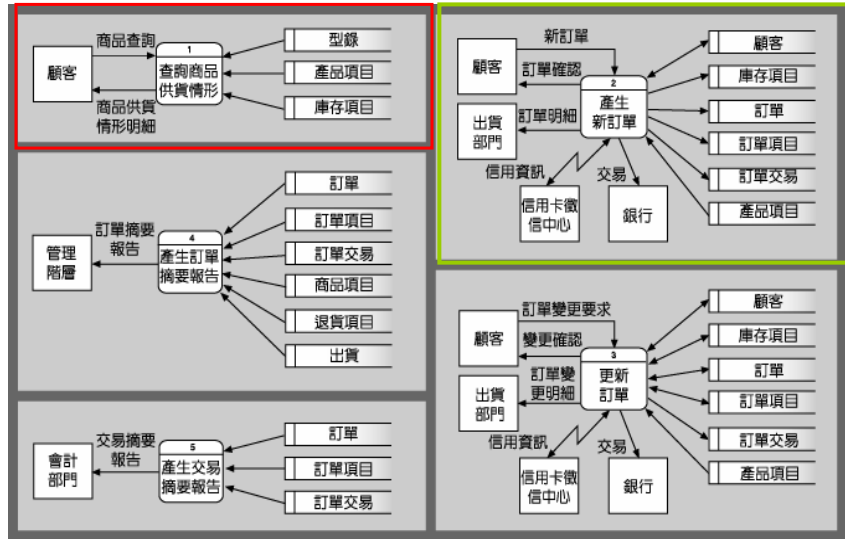 商品查詢
顧客
1
查詢商品
供貨情形
商品供貨
情形明細
型錄
產品項目
庫存項目
新訂單
顧客
訂單確認
2
產生
新訂單
出貨
部門
訂單明細
信用資訊
交易
信用卡徵
信中心
銀行
顧客
庫存項目
訂單
訂單項目
訂單交易
產品項目
訂單摘要
報告
管理
階層
4
產生訂單
摘要報告
訂單
訂單項目
訂單交易
商品項目
退貨項目
出貨
訂單變更要求
顧客
變更確認
3
更新
訂單
出貨
部門
訂單變
更明細
信用資訊
交易
信用卡徵
信中心
銀行
顧客
庫存項目
訂單
訂單項目
訂單交易
產品項目
交易摘要
報告
會計
部門
5
產生交易
摘要報告
訂單
訂單項目
訂單交易